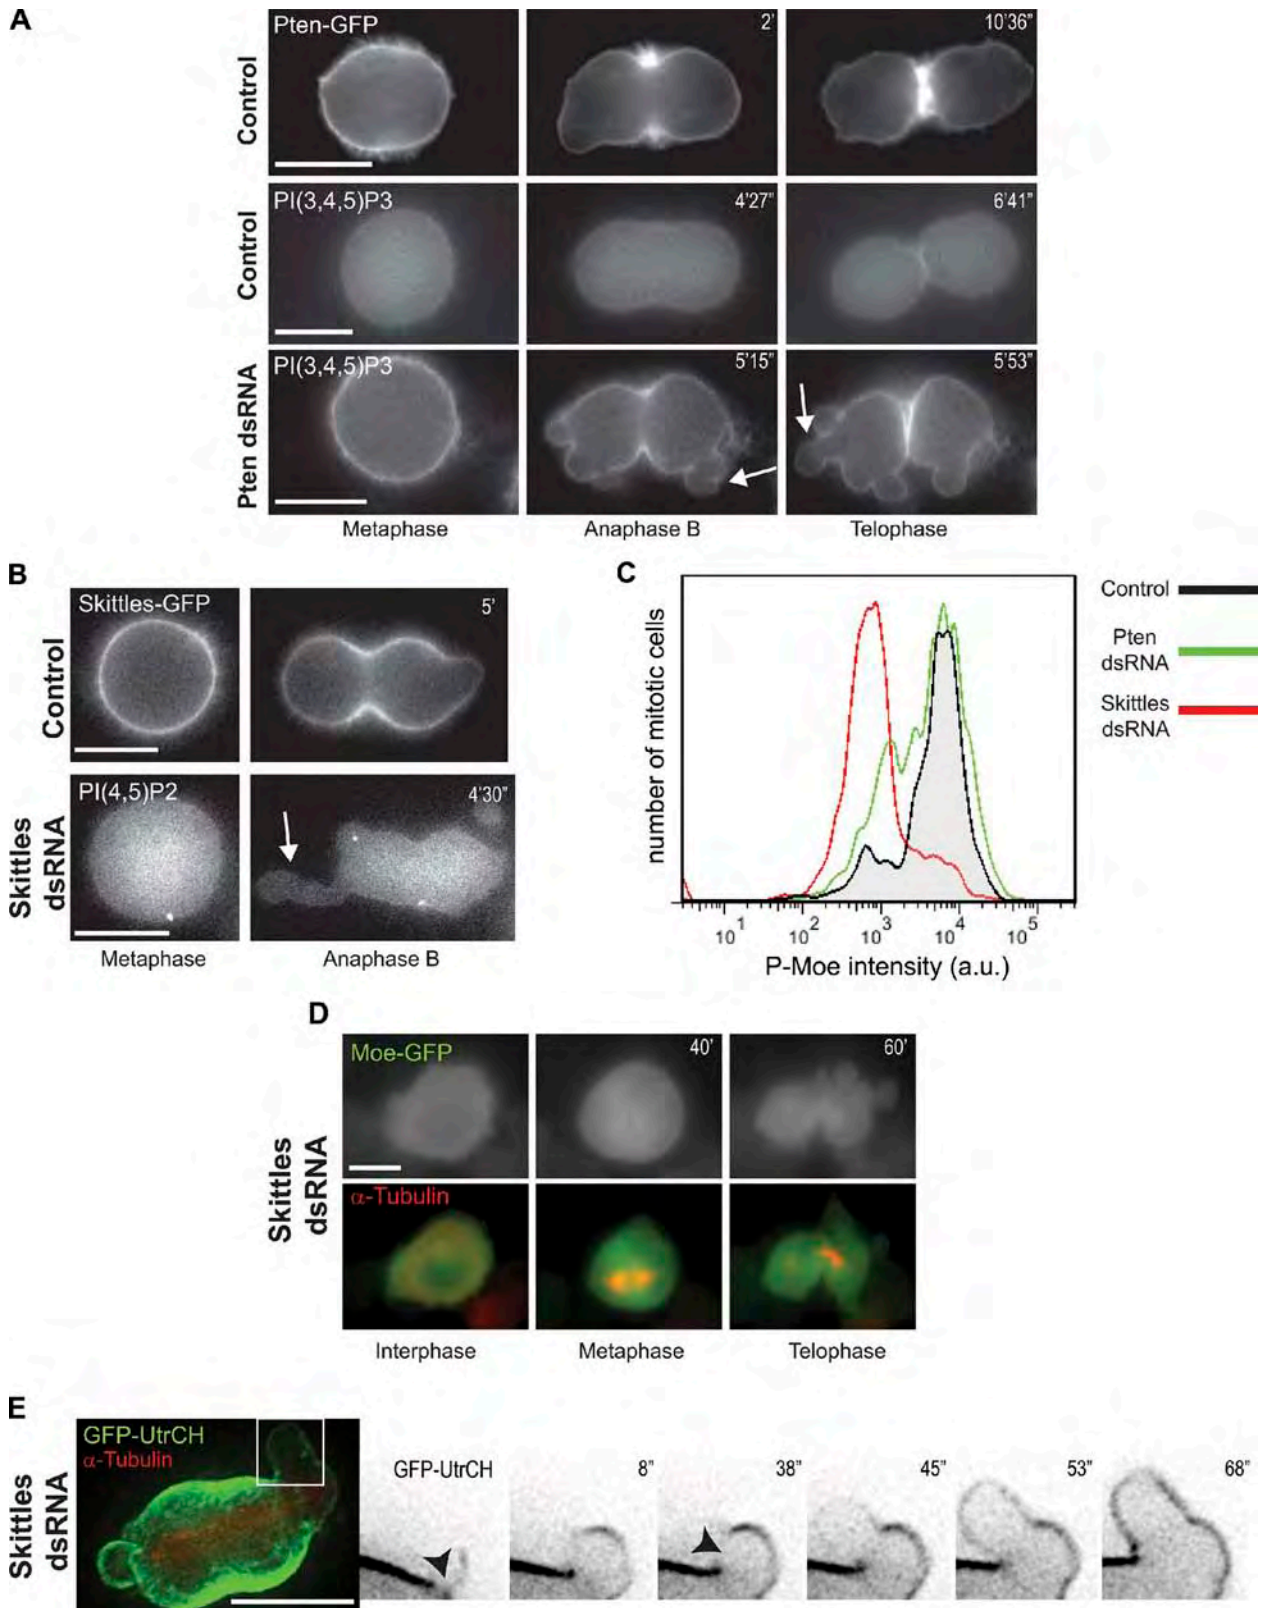 A
Control
Pten-GFP
2’
10’36”
Control
PI(3,4,5)P3
4’27”
6’41”
Pten dsRNA
PI(3,4,5)P3
5’15”
5’53”
Metaphase
Anaphase B
Telophase
B
Control
Skittles-GFP
5’
Skittles
dsRNA
PI(4,5)P2
4’30”
Metaphase
Anaphase B
C
number of mitotic cells
10 1
10 2
10 3
10 4
10 5
P-Moe intensity (a.u.)
Control
Pten
dsRNA
Skittles
dsRNA
D
Skittles
dsRNA
Moe-GFP
40’
60’
α-Tubulin
Interphase
Metaphase
Telophase
E
Skittles
dsRNA
GFP-UtrCH
α-Tubulin
GFP-UtrCH
8”
38”
45”
53”
68”